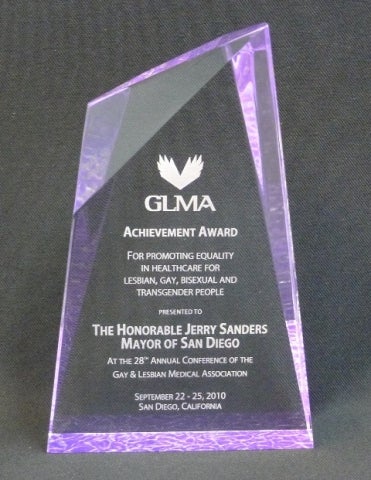 GLMA
ACHIEVEMENT AWARD
FOR PROMOTING EQUALITY
IN HEALTHCARE FOR
LESBIAN, GAY, BISEXUAL AND
TRANSGENDER PEOPLE
PRESENTED TO
THE HONORABLE JERRY SANDERS
MAYOR OF SAN DIEGO
AT THE 28TH ANNUAL CONFERENCE OF THE
GAY & LESBIAN MEDICAL ASSOCIATION
SEPTEMBER 22 - 25, 2010
SAN DIEGO, CALIFORNIA